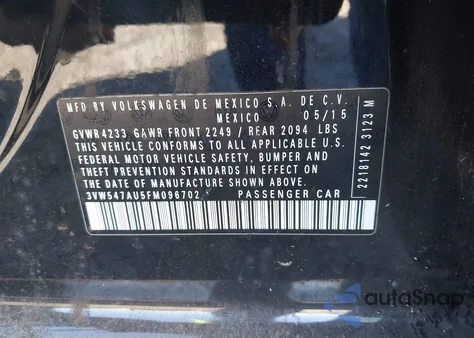 MFD BY VOLKSWAGEN DE MEXICO S.A. DE C.V.
MEXICO 05/15
GVWR 4233 GAWR FRONT 2249 / REAR 2094 LBS
THIS VEHICLE CONFORMS TO ALL APPLICABLE U.S.
FEDERAL MOTOR VEHICLE SAFETY, BUMPER AND
THEFT PREVENTION STANDARDS IN EFFECT ON
THE DATE OF MANUFACTURE SHOWN ABOVE.
3VW547AU5FM096702 PASSENGER CAR
2218142 3123 M
autoSnap